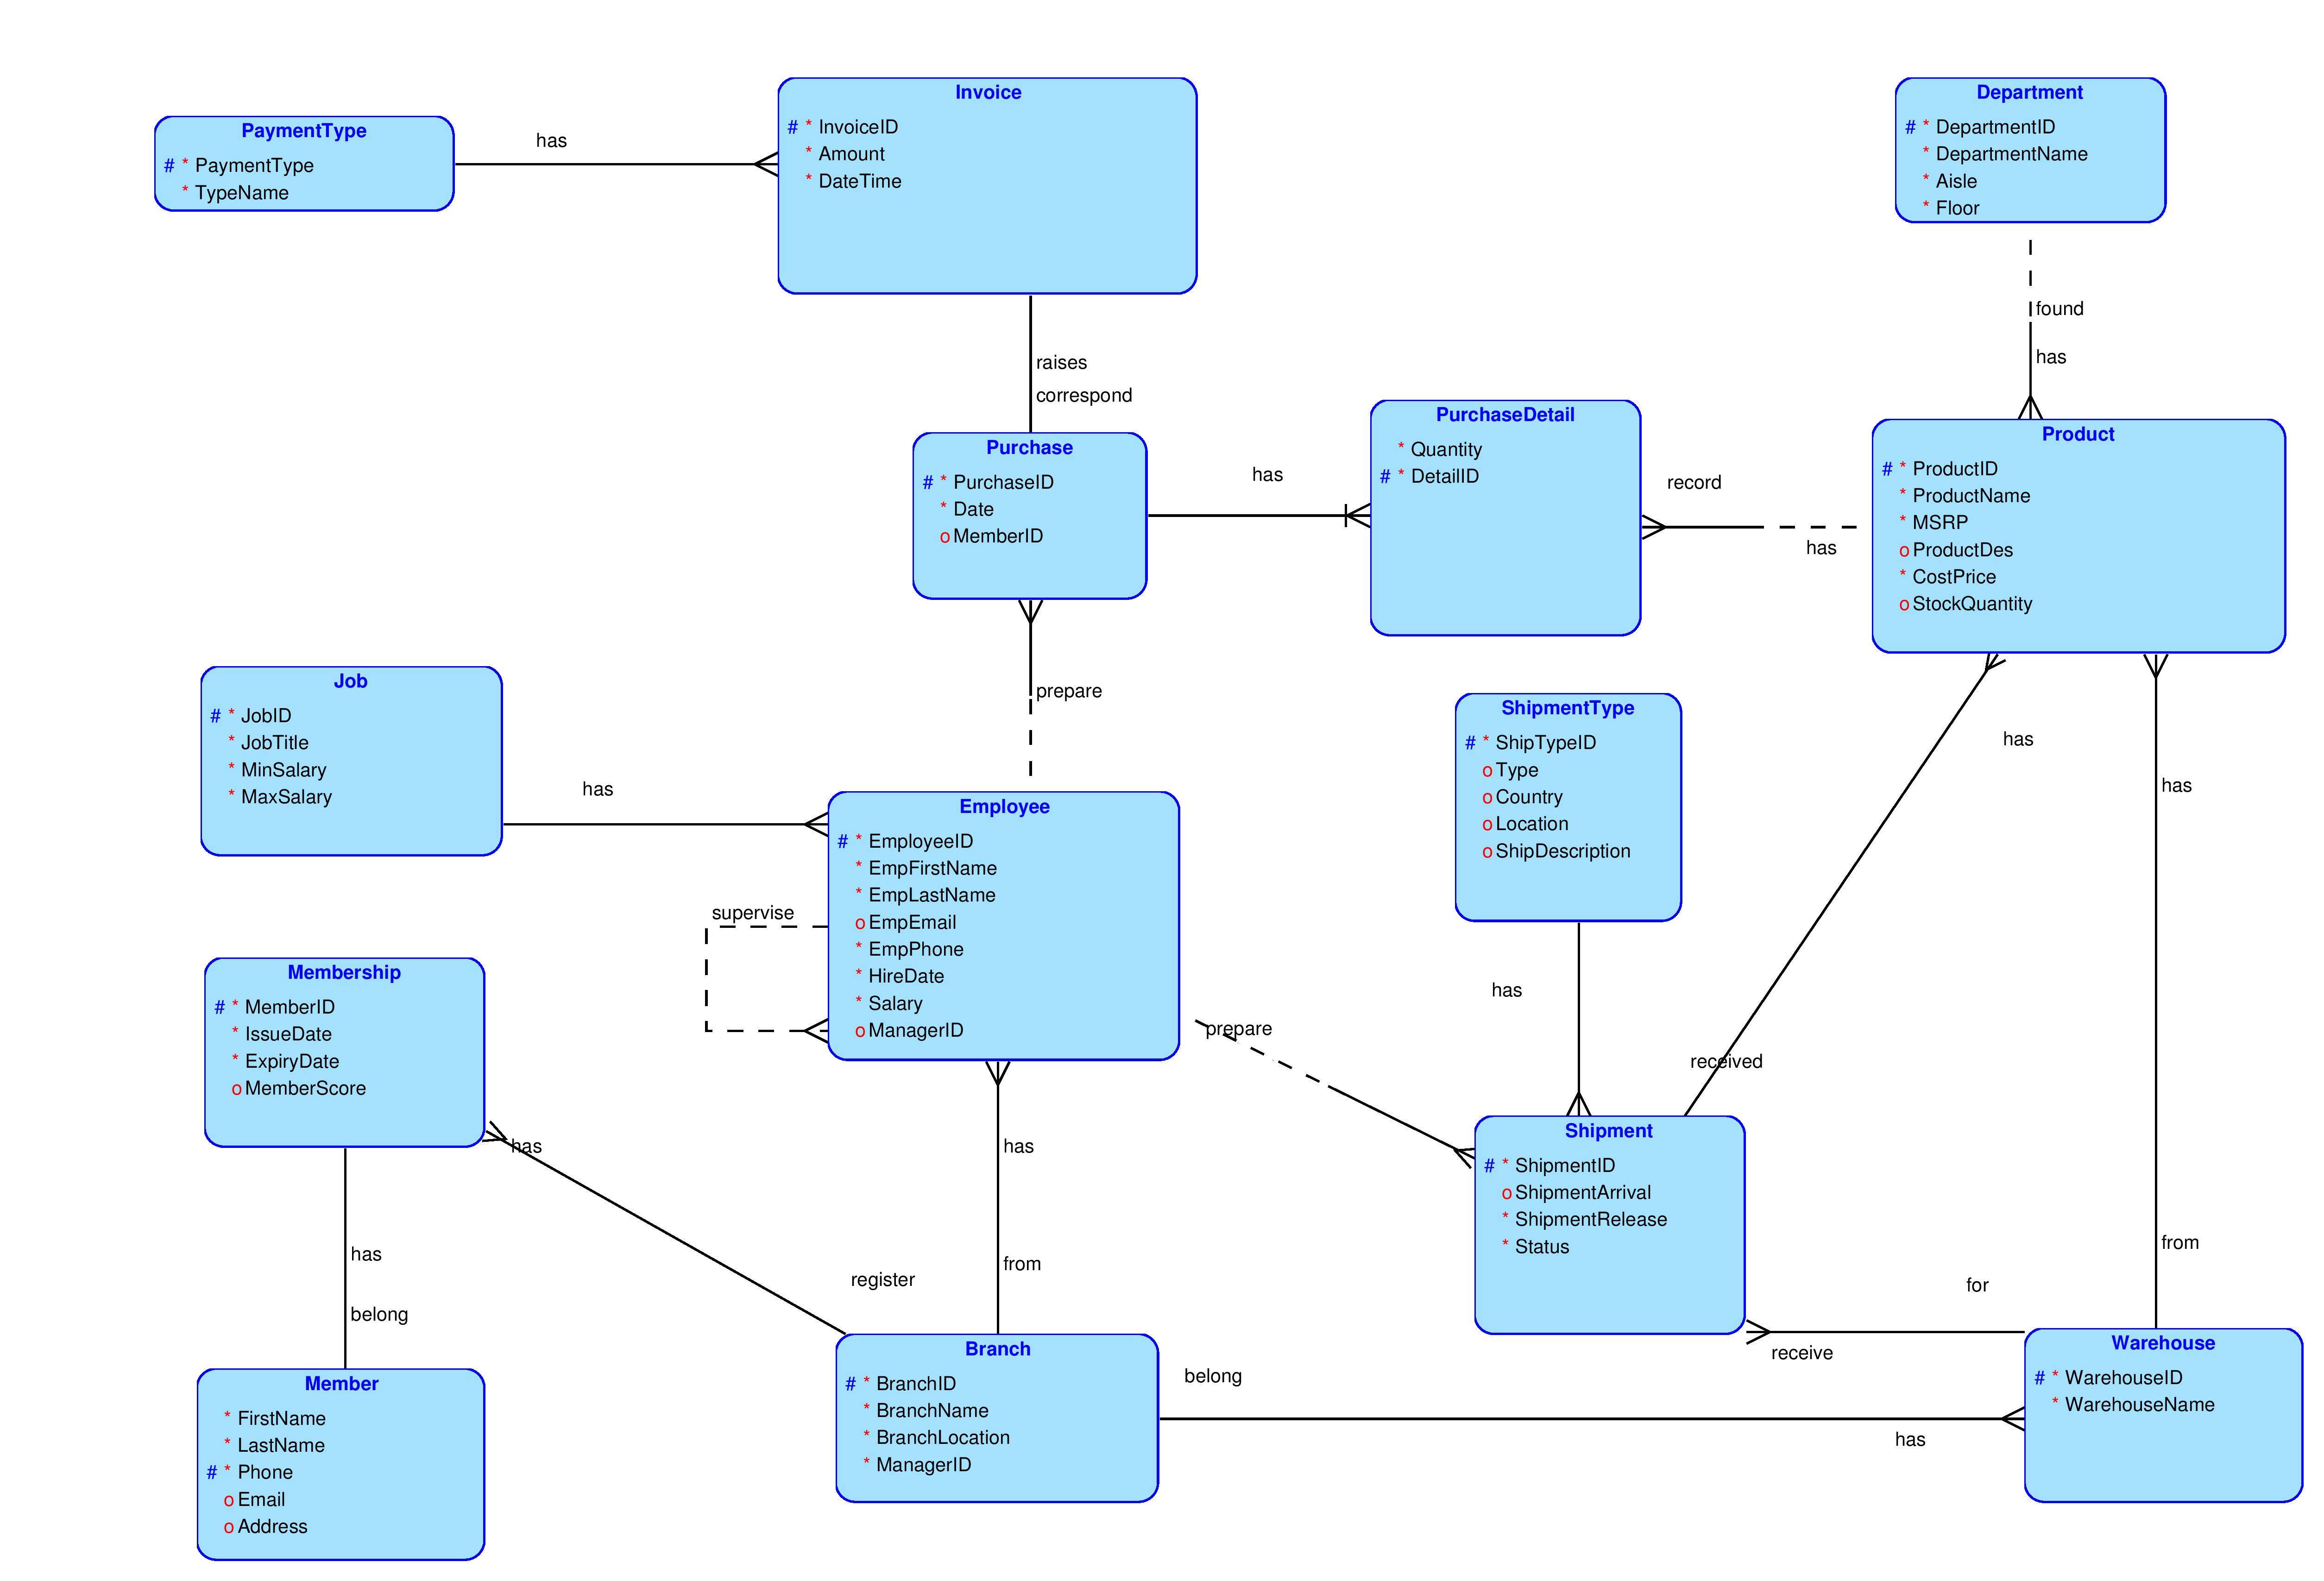 PaymentType
# * PaymentType
* TypeName
has
Invoice
# * InvoiceID
* Amount
* DateTime
Department
# * DepartmentID
* DepartmentName
* Aisle
* Floor
found
has
raises
correspond
Purchase
# * PurchaseID
* Date
o MemberID
has
PurchaseDetail
* Quantity
# * DetailID
record
has
Product
# * ProductID
* ProductName
* MSRP
o ProductDes
* CostPrice
o StockQuantity
prepare
Job
# * JobID
* JobTitle
* MinSalary
* MaxSalary
has
Employee
# * EmployeeID
* EmpFirstName
* EmpLastName
o EmpEmail
* EmpPhone
* HireDate
* Salary
o ManagerID
supervise
prepare
ShipmentType
# * ShipTypeID
o Type
o Country
o Location
o ShipDescription
has
has
received
has
from
Membership
# * MemberID
* IssueDate
* ExpiryDate
o MemberScore
has
register
has
from
has
belong
Shipment
# * ShipmentID
o ShipmentArrival
* ShipmentRelease
* Status
for
receive
Member
* FirstName
* LastName
# * Phone
o Email
o Address
Branch
# * BranchID
* BranchName
* BranchLocation
* ManagerID
belong
has
Warehouse
# * WarehouseID
* WarehouseName